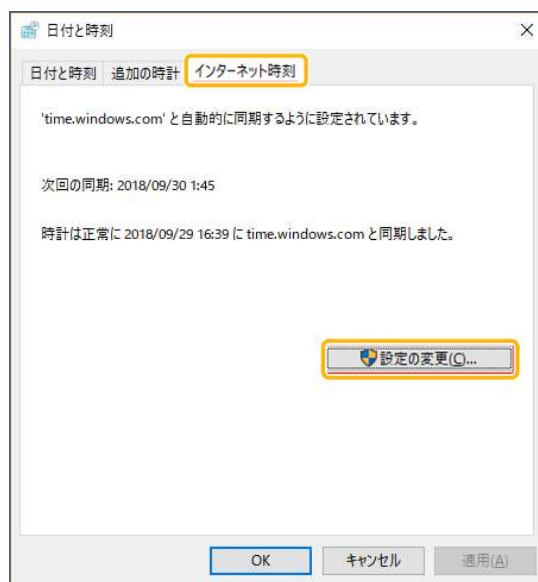 日付と時刻
日付と時刻 追加の時計 インターネット時刻
'time.windows.com' と自動的に同期するように設定されています。
次回の同期: 2018/09/30 1:45
時計は正常に 2018/09/29 16:39 に time.windows.com と同期しました。
設定の変更(C)...
OK キャンセル 適用(A)